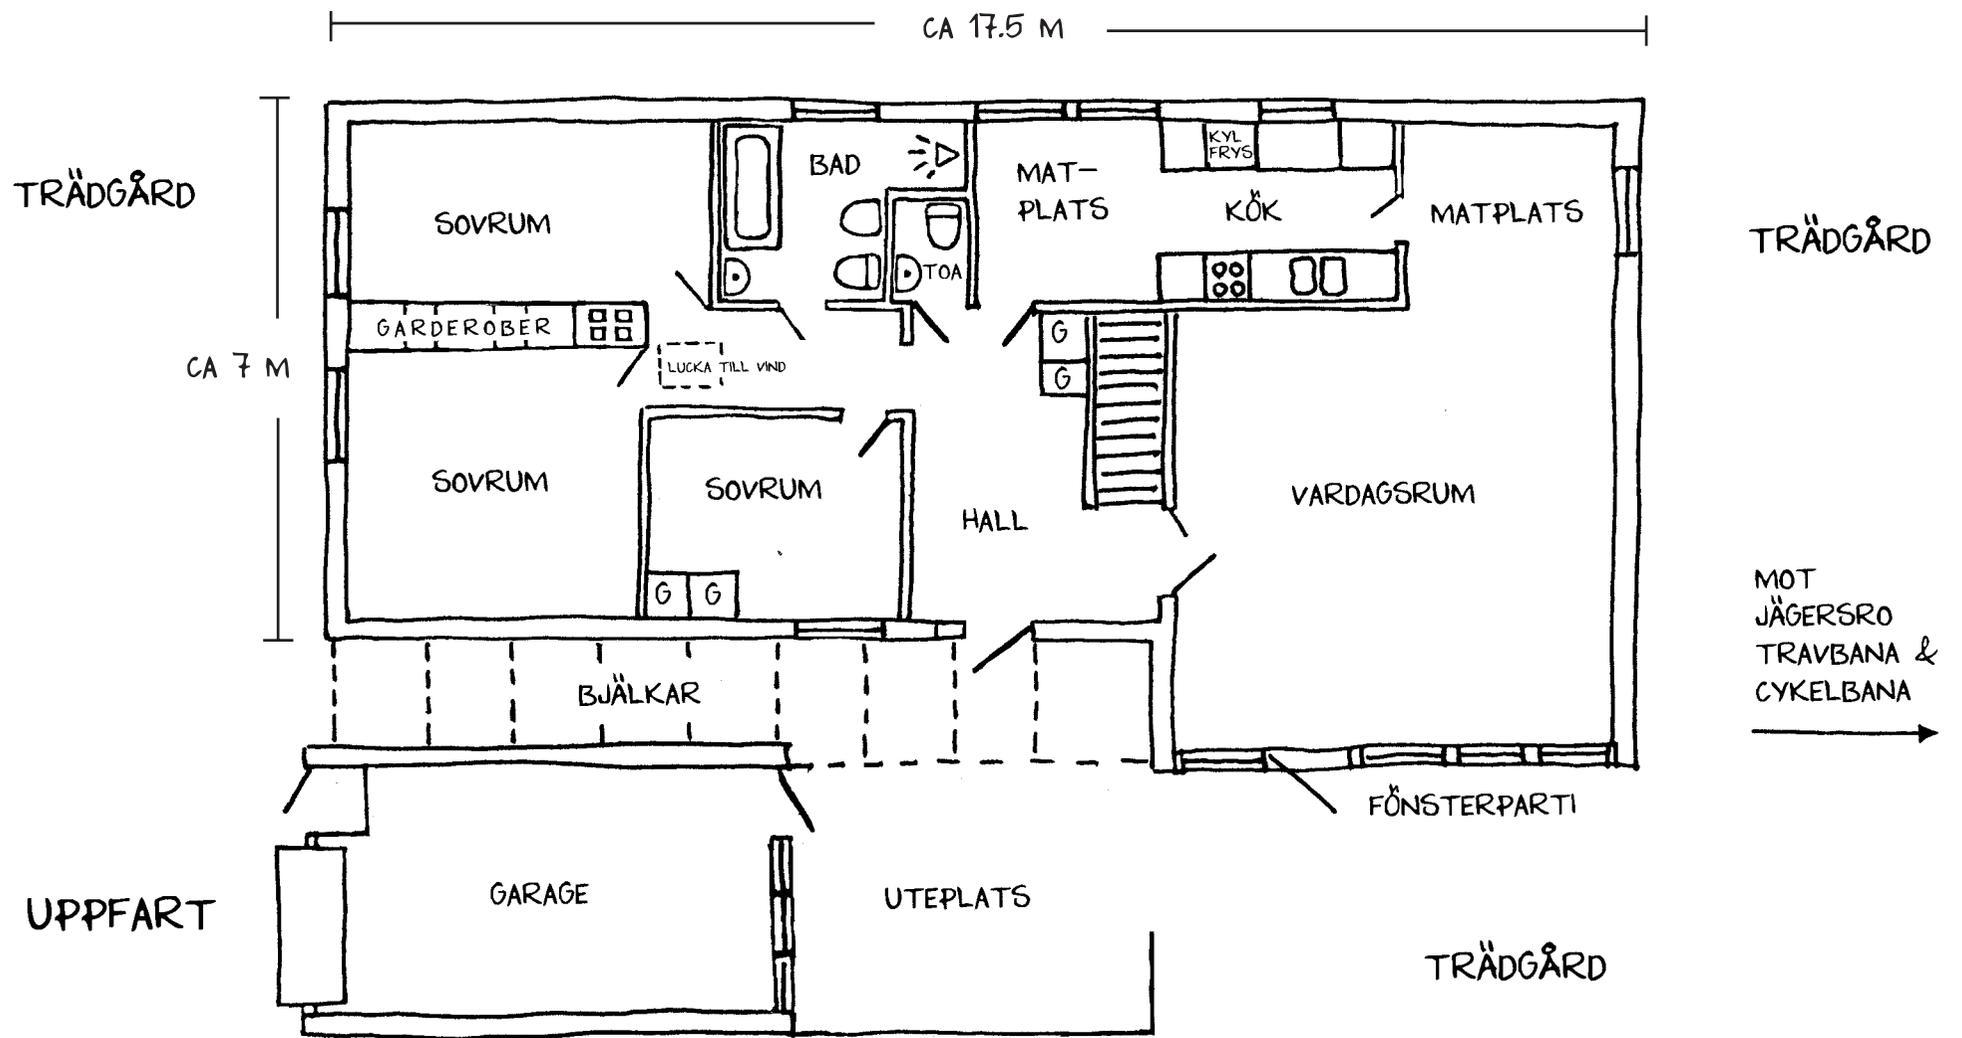 CA 17.5 M
TRÄDGÅRD
SOVRUM
BAD
MAT-
PLATS
KYL
FRYS
KÖK
MATPLATS
TRÄDGÅRD
TOA
GARDEROBER
CA 7 M
LUCKA TILL VIND
G
G
SOVRUM
SOVRUM
HALL
VARDAGSRUM
G
G
MOT
JÄGERSRO
TRAVBANA &
CYKELBANA
BJÄLKAR
FÖNSTERPARTI
UPPFART
GARAGE
UTEPLATS
TRÄDGÅRD